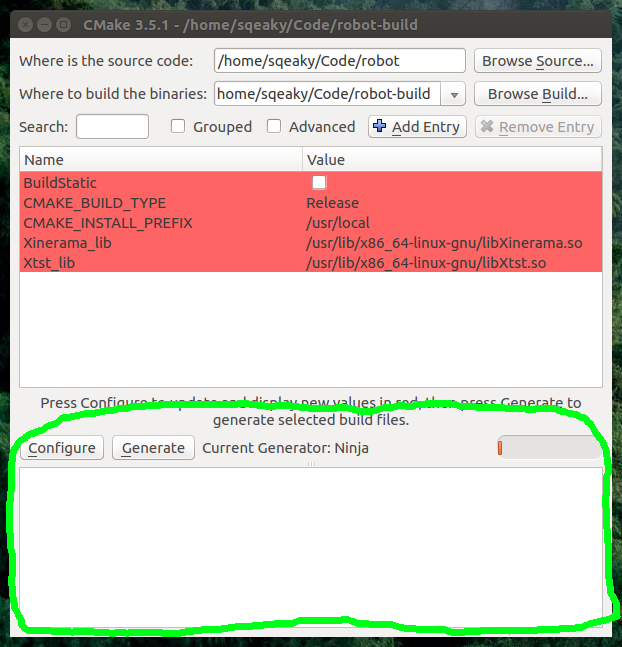 CMake 3.5.1 - /home/sqeaky/Code/robot-build
Where is the source code: /home/sqeaky/Code/robot Browse Source...
Where to build the binaries: home/sqeaky/Code/robot-build Browse Build...
Search: Grouped Advanced Add Entry Remove Entry
Name Value
BuildStatic
CMAKE_BUILD_TYPE Release
CMAKE_INSTALL_PREFIX /usr/local
Xinerama_lib /usr/lib/x86_64-linux-gnu/libXinerama.so
Xtst_lib /usr/lib/x86_64-linux-gnu/libXtst.so
Press Configure to update and display new values in red, then press Generate to
generate selected build files.
Configure Generate Current Generator: Ninja